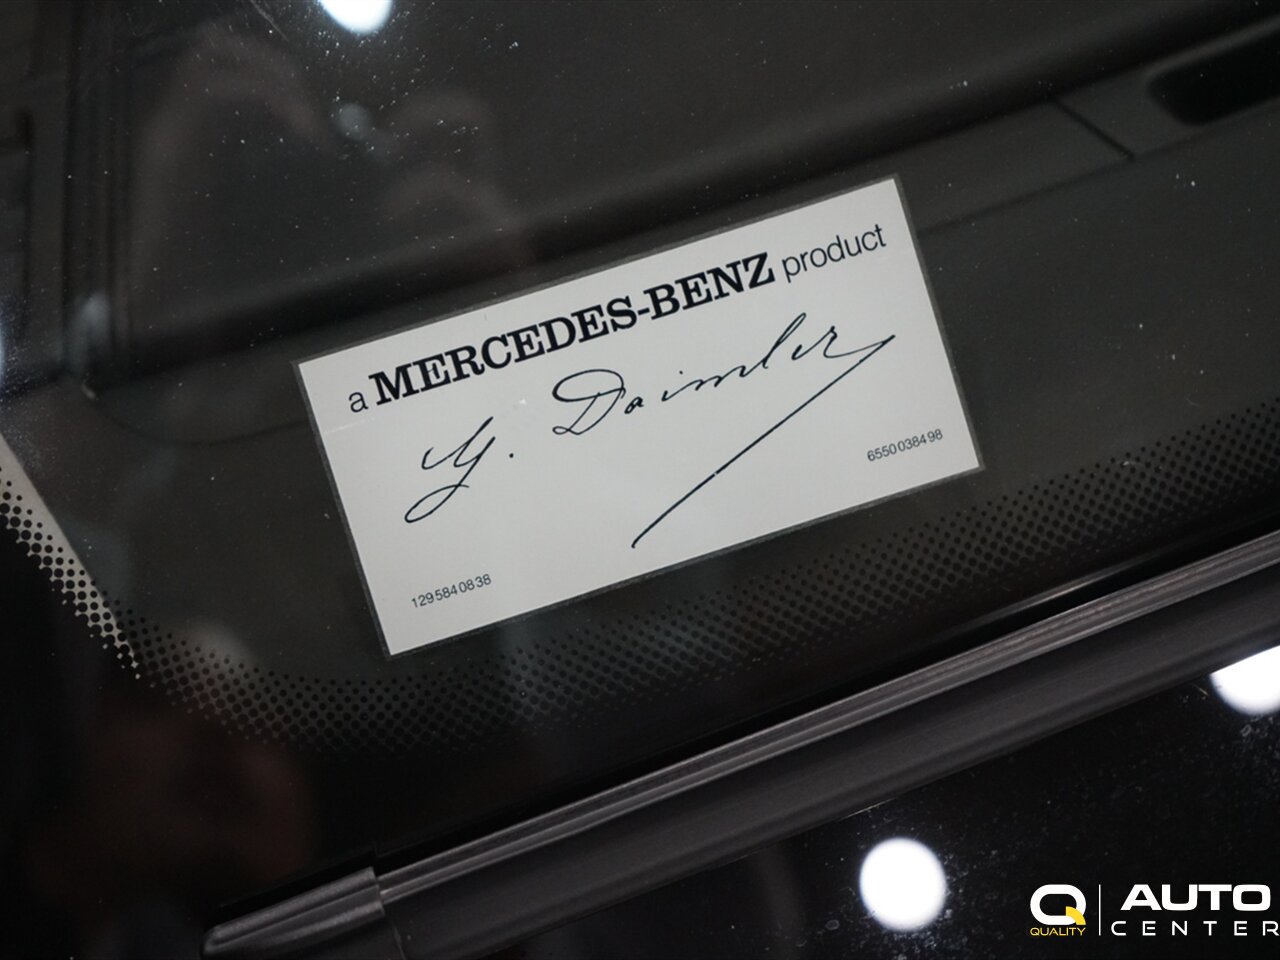 a MERCEDES-BENZ product
G. Daimler
6550038498
1295840838
QUALITY
AUTO
CENTER